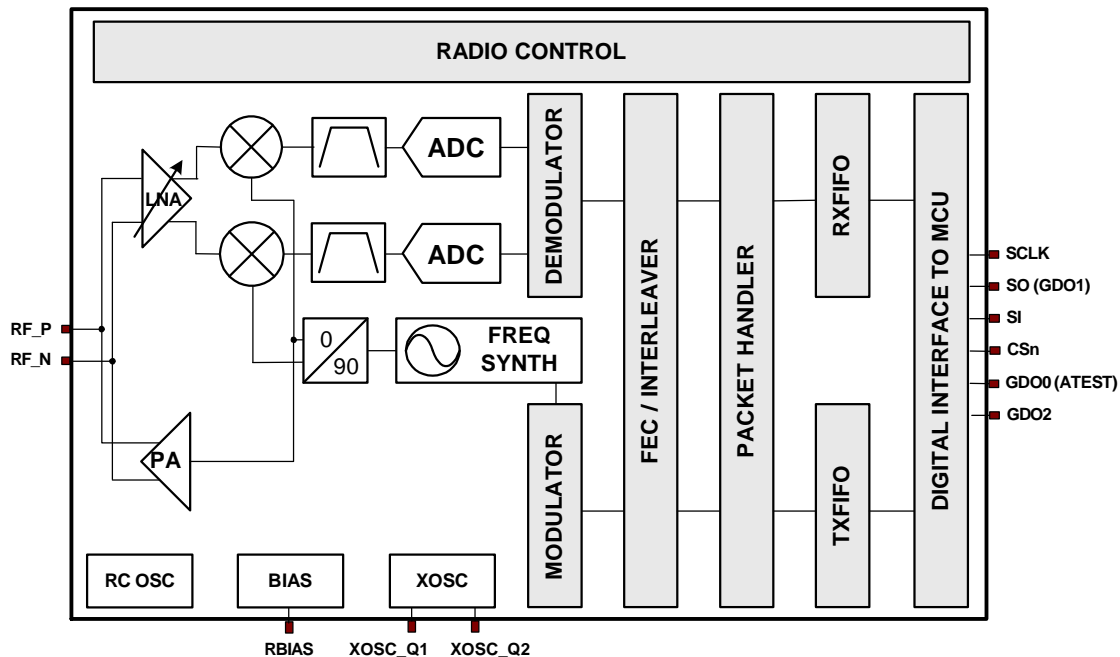 RADIO CONTROL
LNA
ADC
ADC
DEMODULATOR
FEC / INTERLEAVER
PACKET HANDLER
RXFIFO
DIGITAL INTERFACE TO MCU
SCLK
SO (GDO1)
SI
CSn
GDO0 (ATEST)
GDO2
RF_P
RF_N
0
90
FREQ
SYNTH
PA
MODULATOR
TXFIFO
RC OSC
BIAS
XOSC
RBIAS
XOSC_Q1
XOSC_Q2